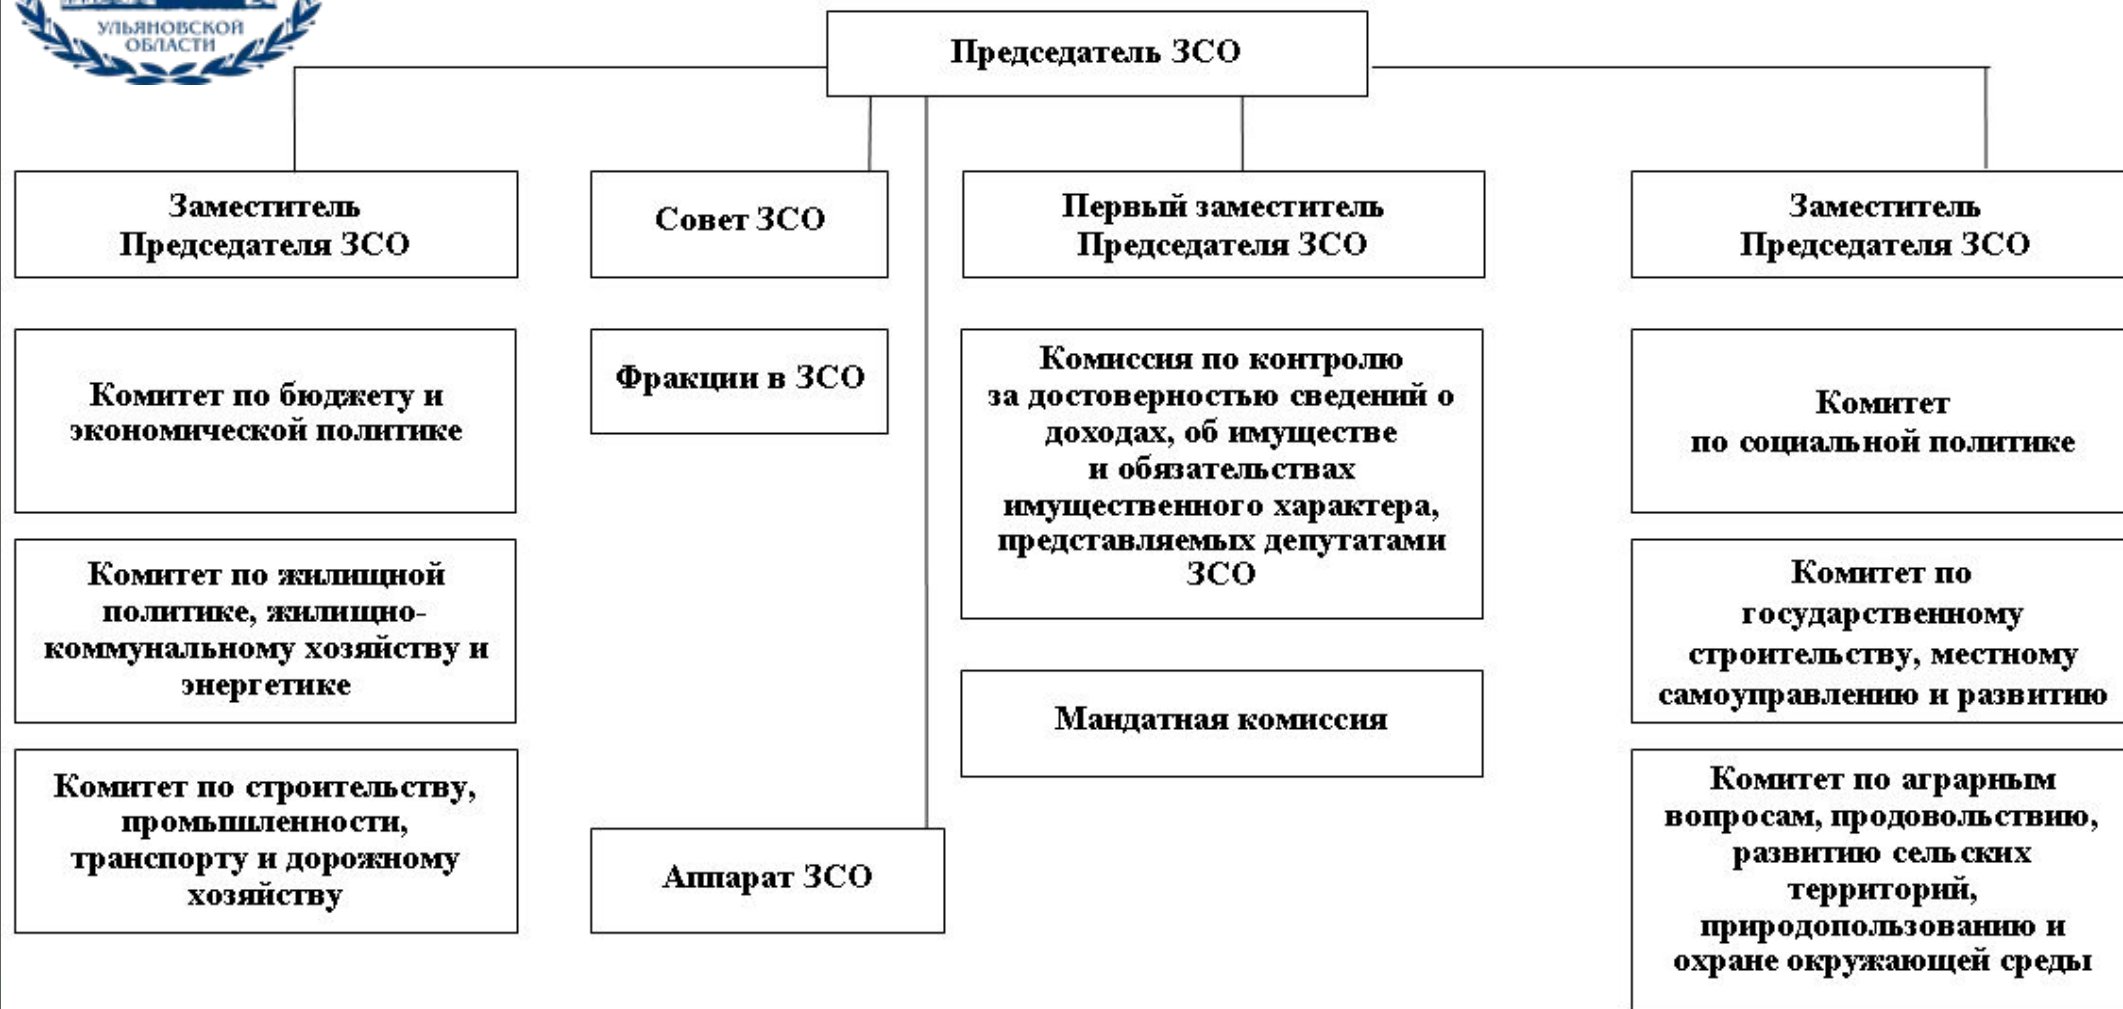 УЛЬЯНОВСКОЙ
ОБЛАСТИ
Председатель ЗСО
Заместитель
Председателя ЗСО
Совет ЗСО
Первый заместитель
Председателя ЗСО
Заместитель
Председателя ЗСО
Комитет по бюджету и
экономической политике
Фракции в ЗСО
Комиссия по контролю
за достоверностью сведений о
доходах, об имуществе
и обязательствах
имущественного характера,
представляемых депутатами
ЗСО
Комитет
по социальной политике
Комитет по жилищной
политике, жилищно-
коммунальному хозяйству и
энергетике
Мандатная комиссия
Комитет по
государственному
строительству, местному
самоуправлению и развитию
Комитет по строительству,
промышленности,
транспорту и дорожному
хозяйству
Аппарат ЗСО
Комитет по аграрным
вопросам, продовольствию,
развитию сельских
территорий,
природопользованию и
охране окружающей среды